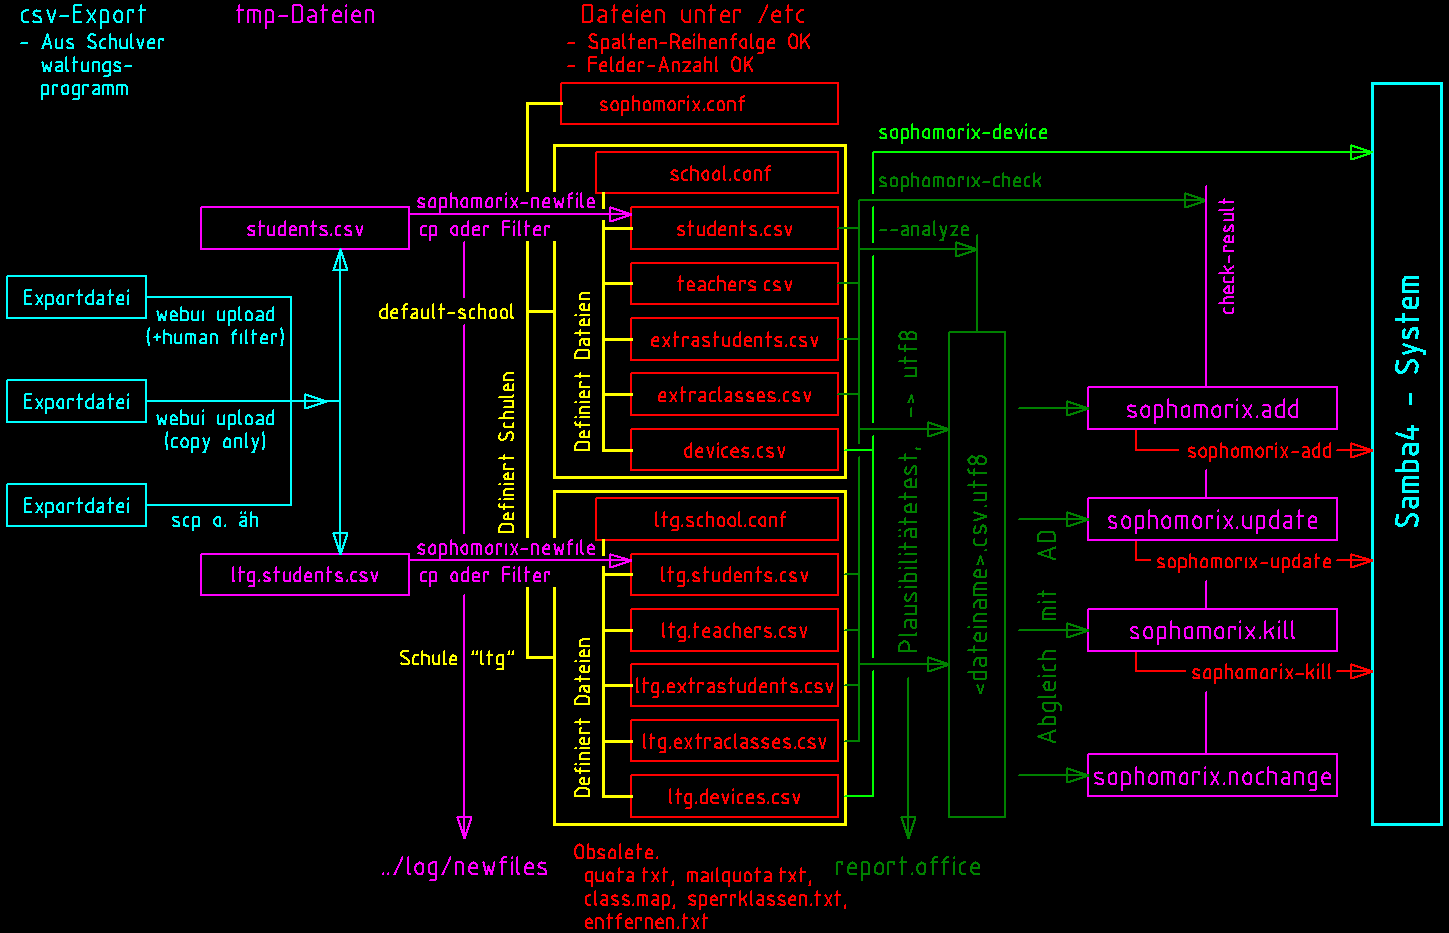 csv-Export
- Aus Schulver
waltungs-
programm
tmp-Dateien
Dateien unter /etc
- Spalten-Reihenfolge OK
- Felder-Anzahl OK
sophomorix.conf
school.conf
students.csv
teachers.csv
extrastudents.csv
extraclasses.csv
devices.csv
Definiert Dateien
ltg.school.conf
ltg.students.csv
ltg.teachers.csv
ltg.extrastudents.csv
ltg.extraclasses.csv
ltg.devices.csv
Definiert Dateien
Definiert Schulen
default-school
Schule "ltg"
students.csv
sophomorix-newfile
cp oder Filter
Exportdatei
webui upload
(+human filter)
Exportdatei
webui upload
(copy only)
Exportdatei
scp o. äh
ltg.students.csv
sophomorix-newfile
cp oder Filter
../log/newfiles
Obsolete.
quota.txt, mailquota.txt,
class.map, sperrklassen.txt,
entfernen.txt
sophomorix-device
sophomorix-check
--analyze
Plausibilitätetest, -> utf8
<dateiname>.csv.utf8
report.office
Abgleich mit AD
check-result
sophomorix.add
sophomorix-add
sophomorix.update
sophomorix-update
sophomorix.kill
sophomorix-kill
sophomorix.nochange
Samba4 - System